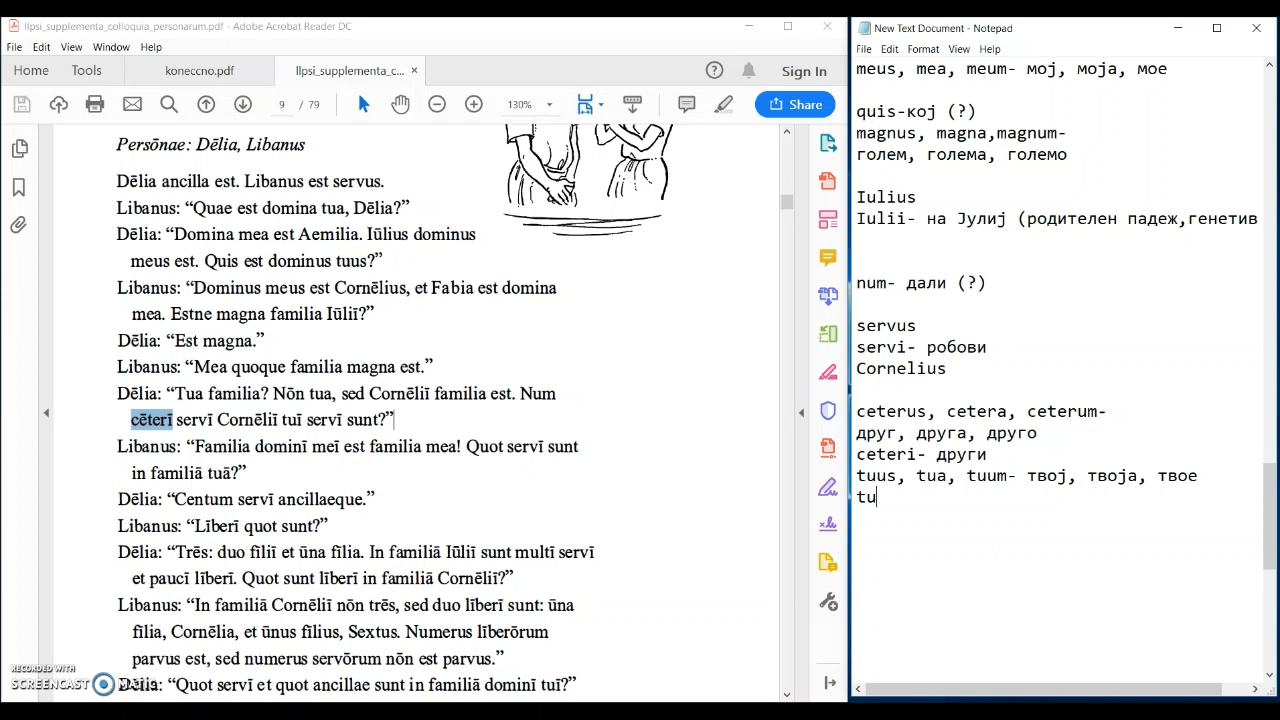 llpsi_supplementa_colloquia_personarum.pdf - Adobe Acrobat Reader DC
File Edit View Window Help
Home Tools koneccno.pdf llpsi_supplementa_c... × Sign In
9 / 79 130% Share
Persōnae: Dēlia, Libanus
Dēlia ancilla est. Libanus est servus.
Libanus: “Quae est domina tua, Dēlia?”
Dēlia: “Domina mea est Aemilia. Iūlius dominus
meus est. Quis est dominus tuus?”
Libanus: “Dominus meus est Cornēlius, et Fabia est domina
mea. Estne magna familia Iūliī?”
Dēlia: “Est magna.”
Libanus: “Mea quoque familia magna est.”
Dēlia: “Tua familia? Nōn tua, sed Cornēliī familia est. Num
cēterī servī Cornēliī tuī servī sunt?”
Libanus: “Familia dominī meī est familia mea! Quot servī sunt
in familiā tuā?”
Dēlia: “Centum servī ancillaeque.”
Libanus: “Līberī quot sunt?”
Dēlia: “Trēs: duo fīliī et ūna fīlia. In familiā Iūliī sunt multī servī
et paucī līberī. Quot sunt līberī in familiā Cornēliī?”
Libanus: “In familiā Cornēliī nōn trēs, sed duo līberī sunt: ūna
fīlia, Cornēlia, et ūnus fīlius, Sextus. Numerus līberōrum
parvus est, sed numerus servōrum nōn est parvus.”
Dēlia: “Quot servī et quot ancillae sunt in familiā dominī tuī?”
RECORDED WITH
SCREENCAST
New Text Document - Notepad
File Edit Format View Help
meus, mea, meum- мој, моја, мое
quis-кој (?)
magnus, magna,magnum-
голем, голема, големо
Iulius
Iulii- на Јулиј (родителен падеж,генетив
num- дали (?)
servus
servi- робови
Cornelius
ceterus, cetera, ceterum-
друг, друга, друго
ceteri- други
tuus, tua, tuum- твој, твоја, твое
tu